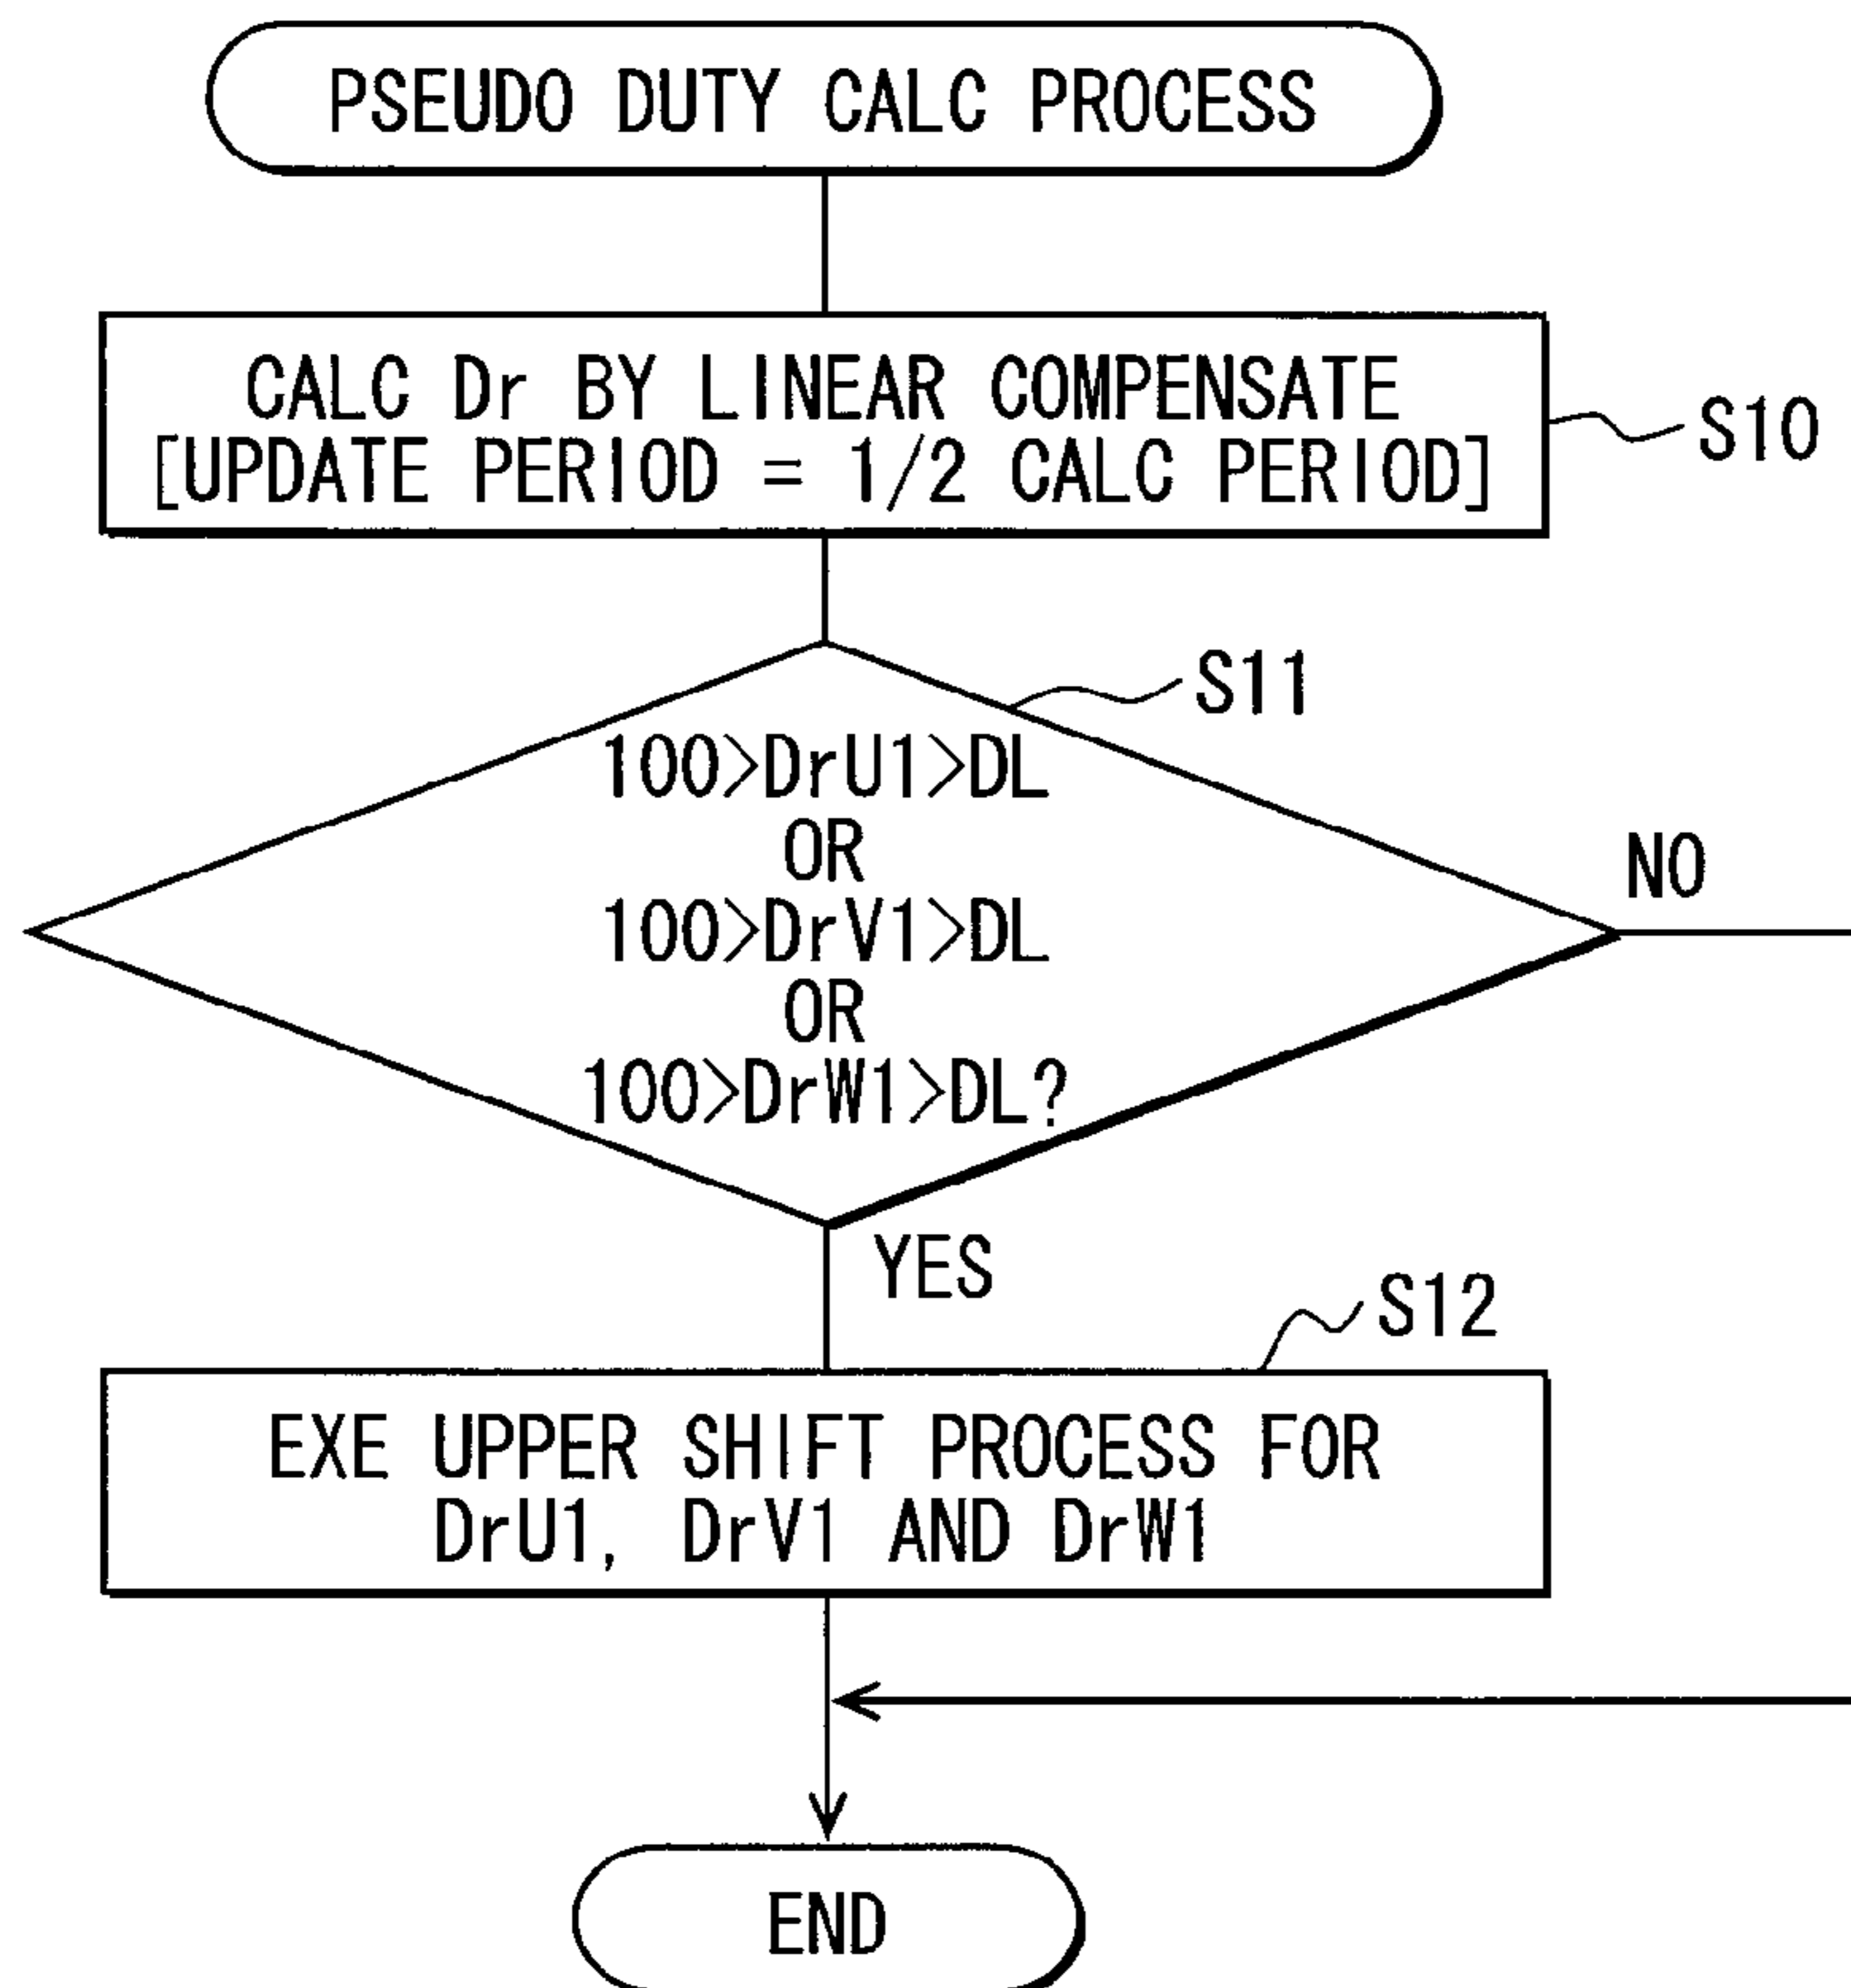 PSEUDO DUTY CALC PROCESS
CALC Dr BY LINEAR COMPENSATE
[UPDATE PERIOD = 1/2 CALC PERIOD]
S10
S11
100>DrU1>DL
OR
100>DrV1>DL
OR
100>DrW1>DL?
NO
YES
S12
EXE UPPER SHIFT PROCESS FOR
DrU1, DrV1 AND DrW1
END